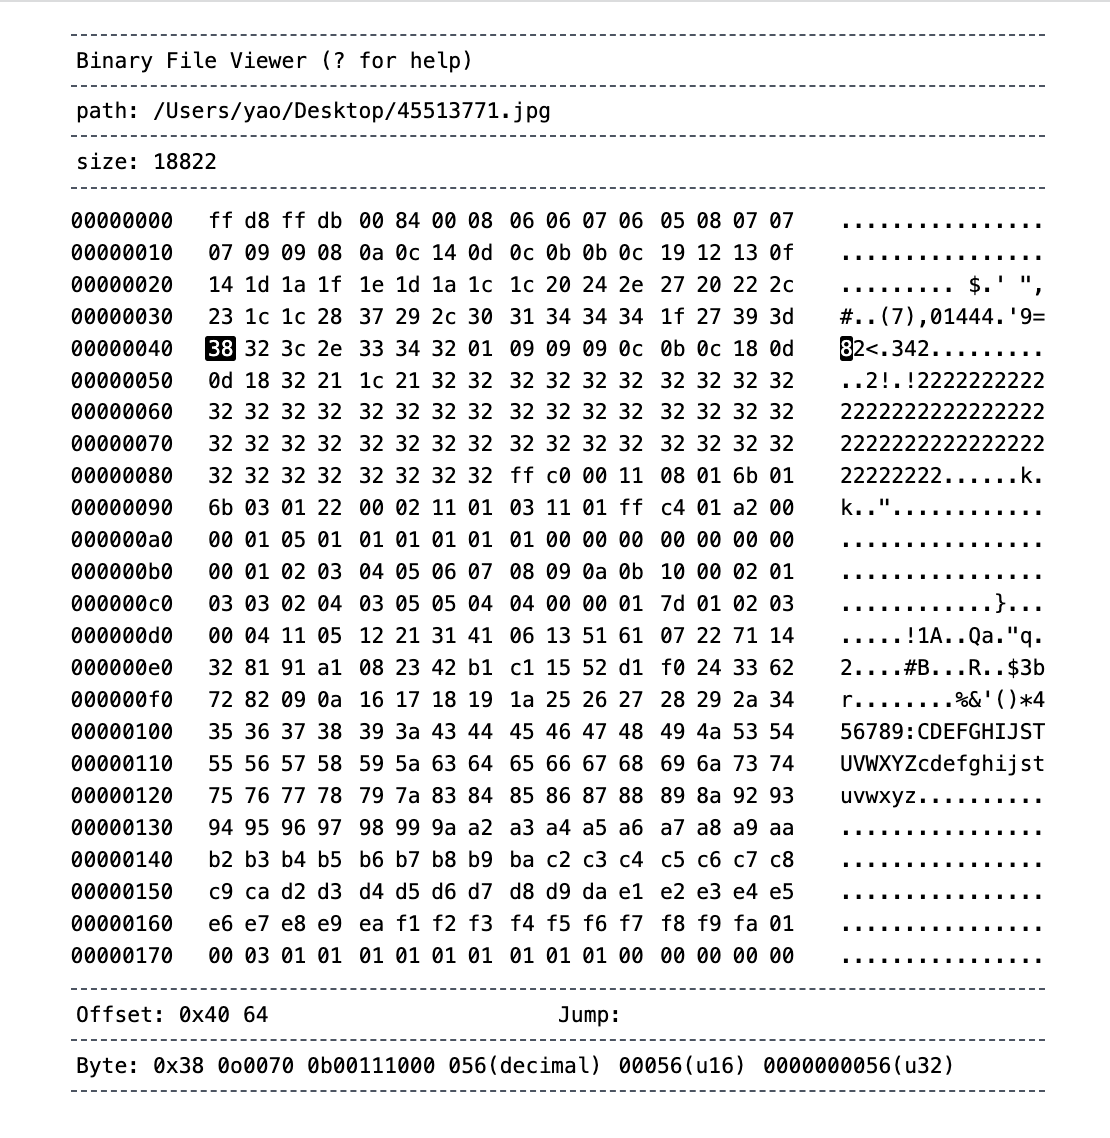 Binary File Viewer (? for help)
path: /Users/yao/Desktop/45513771.jpg
size: 18822
00000000 ff d8 ff db 00 84 00 08 06 06 07 06 05 08 07 07 ................
00000010 07 09 09 08 0a 0c 14 0d 0c 0b 0b 0c 19 12 13 0f ................
00000020 14 1d 1a 1f 1e 1d 1a 1c 1c 20 24 2e 27 20 22 2c ......... $.' ",
00000030 23 1c 1c 28 37 29 2c 30 31 34 34 34 1f 27 39 3d #..(7),01444.'9=
00000040 38 32 3c 2e 33 34 32 01 09 09 09 0c 0b 0c 18 0d 82<.342.........
00000050 0d 18 32 21 1c 21 32 32 32 32 32 32 32 32 32 32 ..2!.!2222222222
00000060 32 32 32 32 32 32 32 32 32 32 32 32 32 32 32 32 2222222222222222
00000070 32 32 32 32 32 32 32 32 32 32 32 32 32 32 32 32 2222222222222222
00000080 32 32 32 32 32 32 32 32 ff c0 00 11 08 01 6b 01 22222222......k.
00000090 6b 03 01 22 00 02 11 01 03 11 01 ff c4 01 a2 00 k.."............
000000a0 00 01 05 01 01 01 01 01 01 00 00 00 00 00 00 00 ................
000000b0 00 01 02 03 04 05 06 07 08 09 0a 0b 10 00 02 01 ................
000000c0 03 03 02 04 03 05 05 04 04 00 00 01 7d 01 02 03 ............}...
000000d0 00 04 11 05 12 21 31 41 06 13 51 61 07 22 71 14 .....!1A..Qa."q.
000000e0 32 81 91 a1 08 23 42 b1 c1 15 52 d1 f0 24 33 62 2....#B...R..$3b
000000f0 72 82 09 0a 16 17 18 19 1a 25 26 27 28 29 2a 34 r........%&'()*4
00000100 35 36 37 38 39 3a 43 44 45 46 47 48 49 4a 53 54 56789:CDEFGHIJST
00000110 55 56 57 58 59 5a 63 64 65 66 67 68 69 6a 73 74 UVWXYZcdefghijst
00000120 75 76 77 78 79 7a 83 84 85 86 87 88 89 8a 92 93 uvwxyz..........
00000130 94 95 96 97 98 99 9a a2 a3 a4 a5 a6 a7 a8 a9 aa ................
00000140 b2 b3 b4 b5 b6 b7 b8 b9 ba c2 c3 c4 c5 c6 c7 c8 ................
00000150 c9 ca d2 d3 d4 d5 d6 d7 d8 d9 da e1 e2 e3 e4 e5 ................
00000160 e6 e7 e8 e9 ea f1 f2 f3 f4 f5 f6 f7 f8 f9 fa 01 ................
00000170 00 03 01 01 01 01 01 01 01 01 01 00 00 00 00 00 ................
Offset: 0x40 64 Jump:
Byte: 0x38 0o0070 0b00111000 056(decimal) 00056(u16) 0000000056(u32)